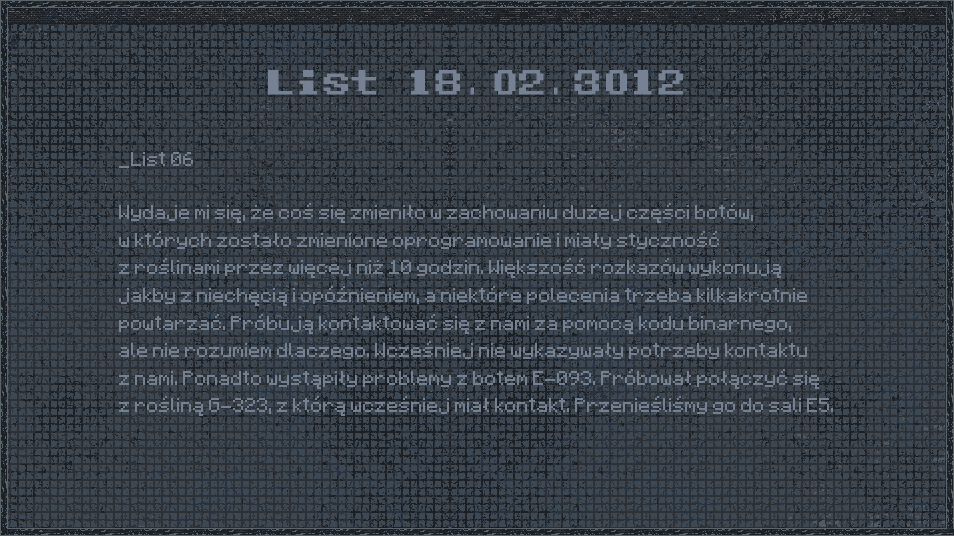 List 18.02.3012
_List 06
Wydaje mi się, że coś się zmieniło w zachowaniu dużej części botów,
w których zostało zmienione oprogramowanie i miały styczność
z roślinami przez więcej niż 10 godzin. Większość rozkazów wykonują
jakby z niechęcią i opóźnieniem, a niektóre polecenia trzeba kilkakrotnie
powtarzać. Próbują kontaktować się z nami za pomocą kodu binarnego,
ale nie rozumiem dlaczego. Wcześniej nie wykazywały potrzeby kontaktu
z nami. Ponadto wystąpiły problemy z botem E-093. Próbował połączyć się
z rośliną G-323, z którą wcześniej miał kontakt. Przenieśliśmy go do sali E5.